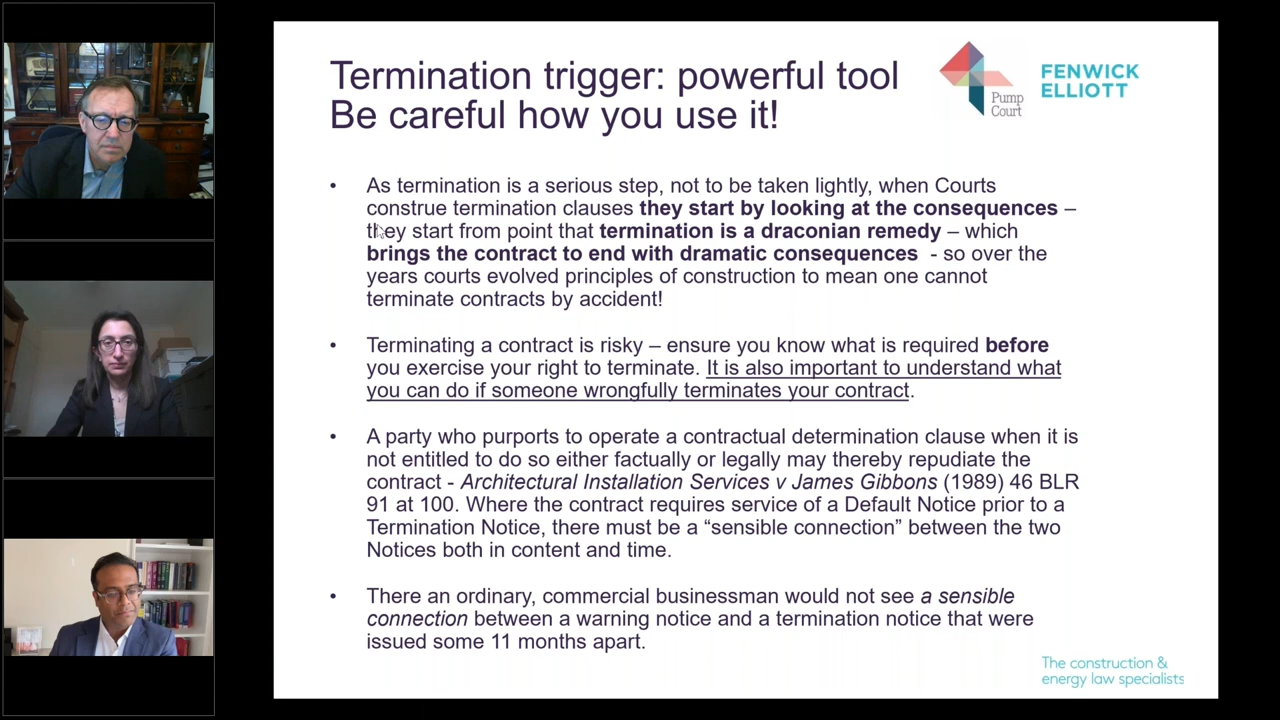 Termination trigger: powerful tool
Be careful how you use it!
Pump
Court
FENWICK
ELLIOTT
• As termination is a serious step, not to be taken lightly, when Courts
construe termination clauses they start by looking at the consequences –
they start from point that termination is a draconian remedy – which
brings the contract to end with dramatic consequences - so over the
years courts evolved principles of construction to mean one cannot
terminate contracts by accident!
• Terminating a contract is risky – ensure you know what is required before
you exercise your right to terminate. It is also important to understand what
you can do if someone wrongfully terminates your contract.
• A party who purports to operate a contractual determination clause when it is
not entitled to do so either factually or legally may thereby repudiate the
contract - Architectural Installation Services v James Gibbons (1989) 46 BLR
91 at 100. Where the contract requires service of a Default Notice prior to a
Termination Notice, there must be a “sensible connection” between the two
Notices both in content and time.
• There an ordinary, commercial businessman would not see a sensible
connection between a warning notice and a termination notice that were
issued some 11 months apart.
The construction &
energy law specialists